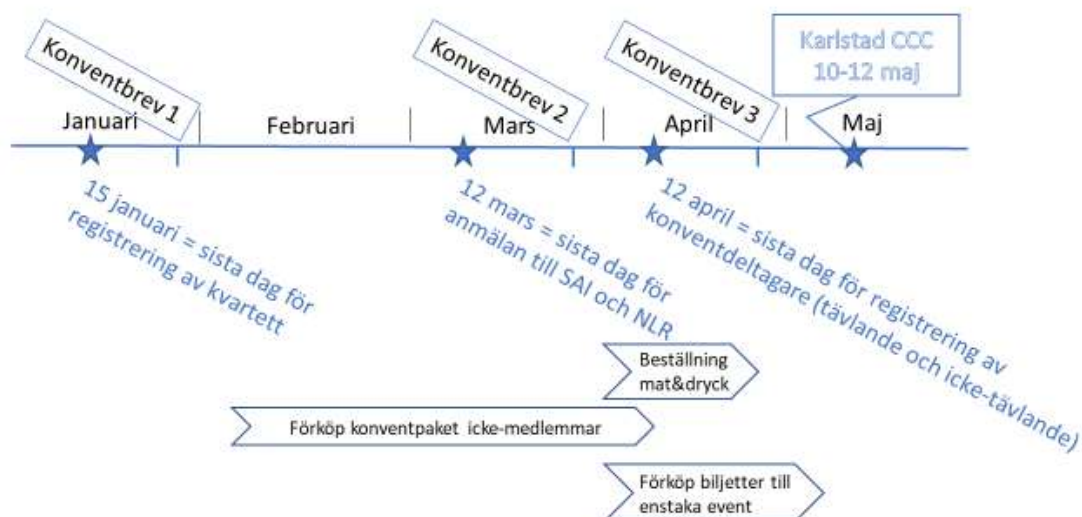 Konventbrev 1
Konventbrev 2
Konventbrev 3
Karlstad CCC
10-12 maj
Januari
Februari
Mars
April
Maj
15 januari = sista dag för
registrering av kvartett
12 mars = sista dag för
anmälan till SAI och NLR
12 april = sista dag för registrering av
konventdeltagare (tävlande och icke-tävlande)
Beställning
mat&dryck
Förköp konventpaket icke-medlemmar
Förköp biljetter till
enstaka event